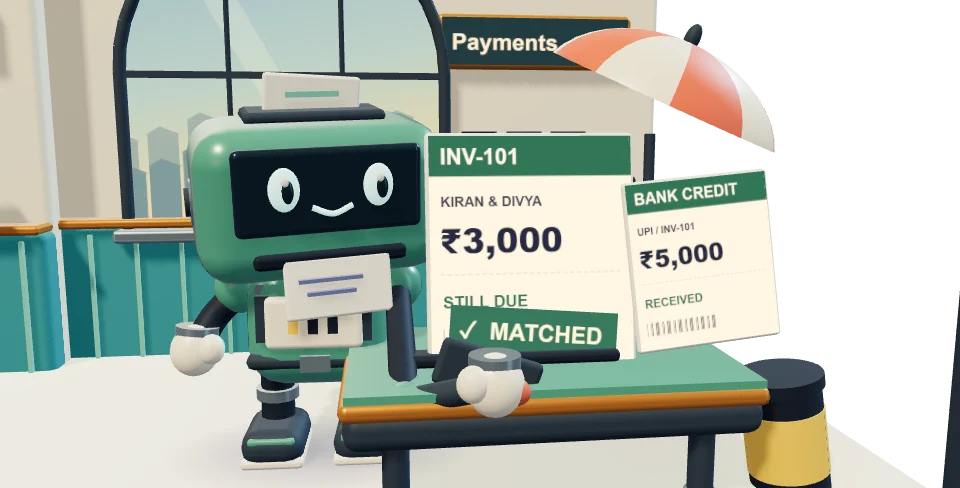 Payments
INV-101
KIRAN & DIVYA
₹3,000
STILL DUE
✓ MATCHED
BANK CREDIT
UPI / INV-101
₹5,000
RECEIVED